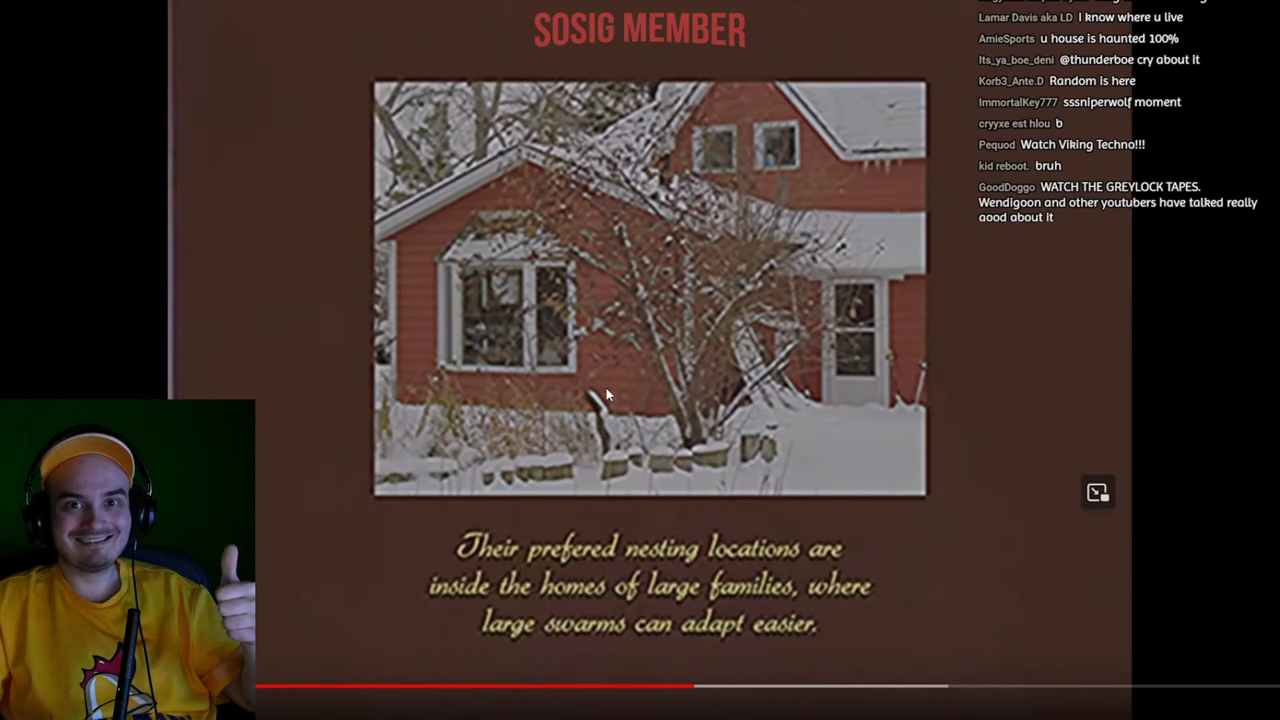 SOSIG MEMBER
Lamar Davis aka LD I know where u live
AmieSports u house is haunted 100%
Its_ya_boe_deni @thunderboe cry about it
Korb3_Ante.D Random is here
ImmortalKey777 sssniperwolf moment
cryyxe est hlou b
Pequod Watch Viking Techno!!!
kid reboot. bruh
GoodDoggo WATCH THE GREYLOCK TAPES.
Wendigoon and other youtubers have talked really
good about it
Their prefered nesting locations are
inside the homes of large families, where
large swarms can adapt easier.